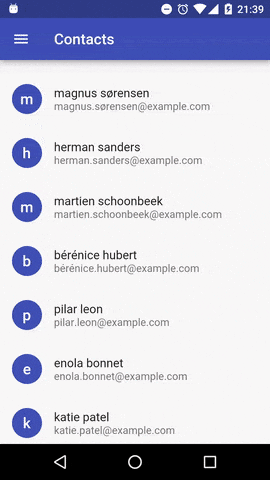 21:39
Contacts
m
magnus sørensen
magnus.sørensen@example.com
h
herman sanders
herman.sanders@example.com
m
martien schoonbeek
martien.schoonbeek@example.com
b
bérénice hubert
bérénice.hubert@example.com
p
pilar leon
pilar.leon@example.com
e
enola bonnet
enola.bonnet@example.com
k
katie patel
katie.patel@example.com